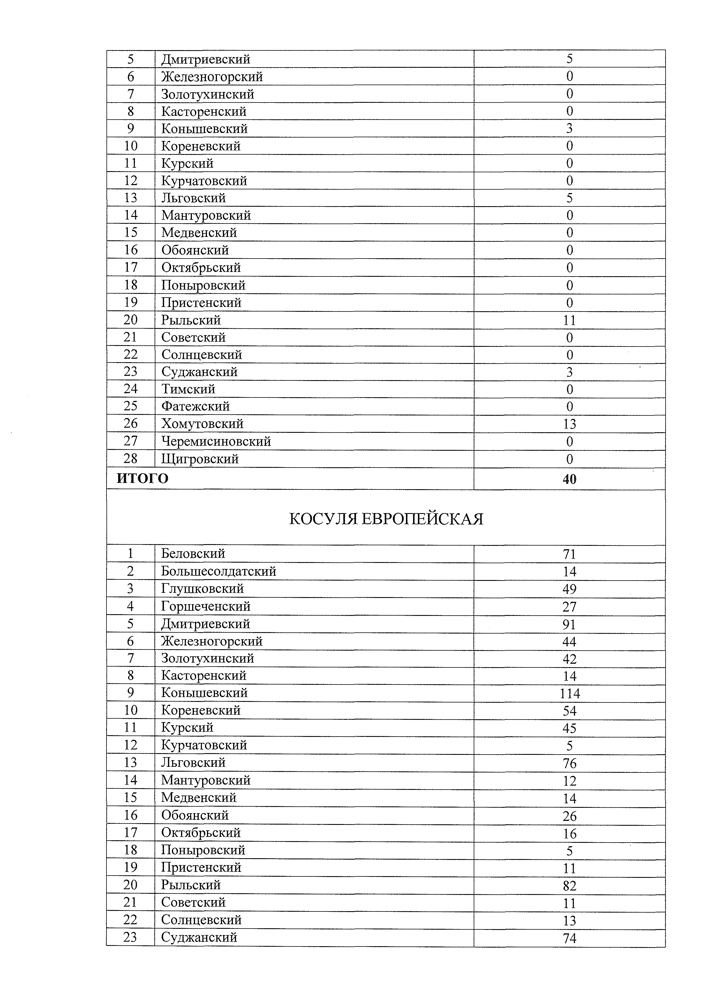 5 Дмитриевский 5
6 Железногорский 0
7 Золотухинский 0
8 Касторенский 0
9 Конышевский 3
10 Кореневский 0
11 Курский 0
12 Курчатовский 0
13 Льговский 5
14 Мантуровский 0
15 Медвенский 0
16 Обоянский 0
17 Октябрьский 0
18 Поныровский 0
19 Пристенский 0
20 Рыльский 11
21 Советский 0
22 Солнцевский 0
23 Суджанский 3
24 Тимский 0
25 Фатежский 0
26 Хомутовский 13
27 Черемисиновский 0
28 Щигровский 0
ИТОГО 40
КОСУЛЯ ЕВРОПЕЙСКАЯ
1 Беловский 71
2 Большесолдатский 14
3 Глушковский 49
4 Горшеченский 27
5 Дмитриевский 91
6 Железногорский 44
7 Золотухинский 42
8 Касторенский 14
9 Конышевский 114
10 Кореневский 54
11 Курский 45
12 Курчатовский 5
13 Льговский 76
14 Мантуровский 12
15 Медвенский 14
16 Обоянский 26
17 Октябрьский 16
18 Поныровский 5
19 Пристенский 11
20 Рыльский 82
21 Советский 11
22 Солнцевский 13
23 Суджанский 74